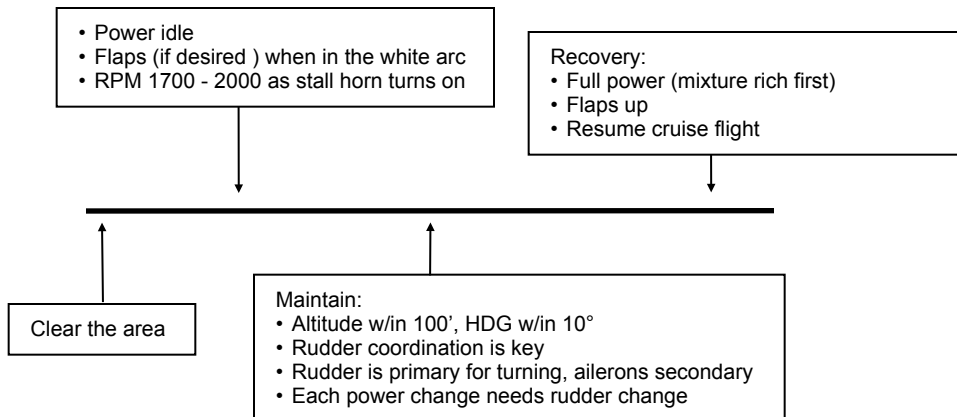 • Power idle
• Flaps (if desired ) when in the white arc
• RPM 1700 - 2000 as stall horn turns on
Recovery:
• Full power (mixture rich first)
• Flaps up
• Resume cruise flight
Clear the area
Maintain:
• Altitude w/in 100’, HDG w/in 10°
• Rudder coordination is key
• Rudder is primary for turning, ailerons secondary
• Each power change needs rudder change